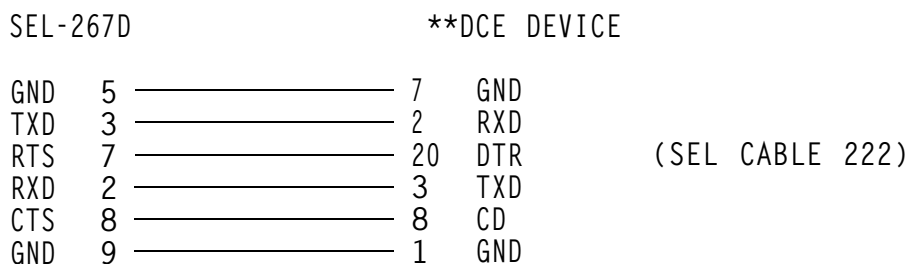 SEL-267D **DCE DEVICE
GND 5 7 GND
TXD 3 2 RXD
RTS 7 20 DTR (SEL CABLE 222)
RXD 2 3 TXD
CTS 8 8 CD
GND 9 1 GND